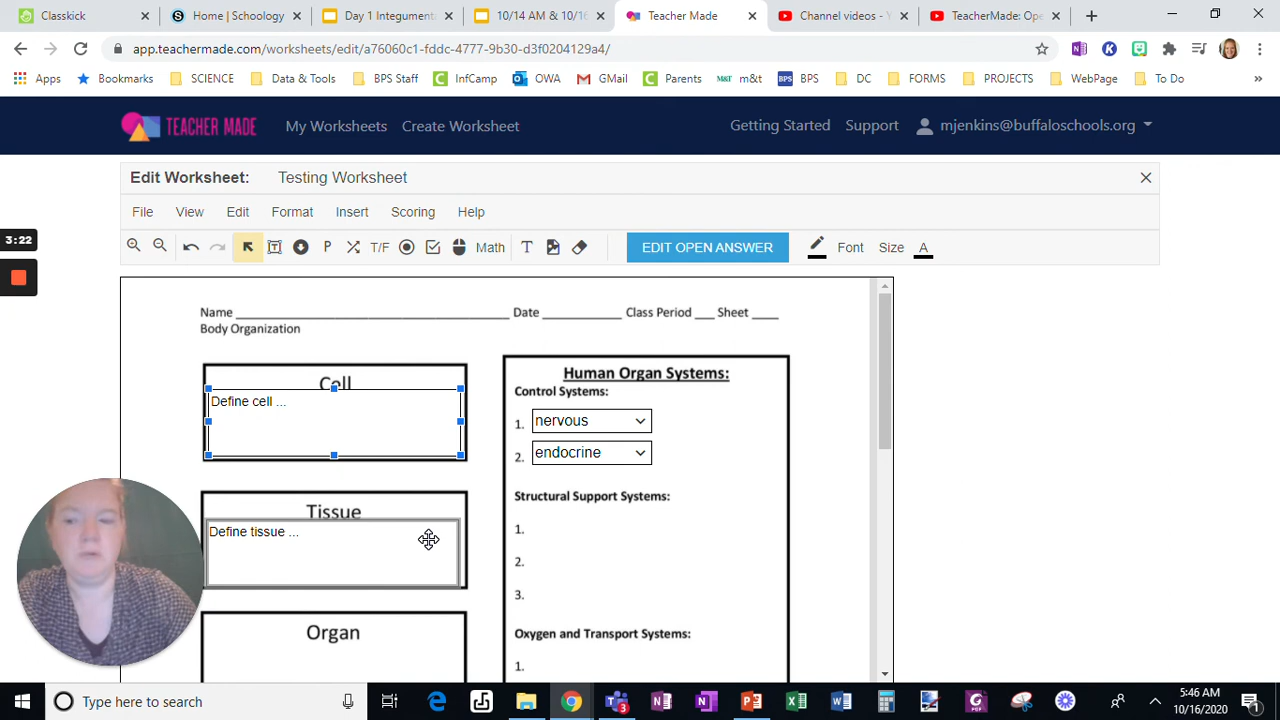 Classkick
Home | Schoology
Day 1 Integument
10/14 AM & 10/16
Teacher Made
Channel videos - Y
TeacherMade: Ope
app.teachermade.com/worksheets/edit/a76060c1-fddc-4777-9b30-d3f0204129a4/
Apps
Bookmarks
SCIENCE
Data & Tools
BPS Staff
InfCamp
OWA
GMail
Parents
M&T
m&t
BPS
BPS
DC
FORMS
PROJECTS
WebPage
To Do
TEACHER MADE
My Worksheets
Create Worksheet
Getting Started
Support
mjenkins@buffaloschools.org
Edit Worksheet:
Testing Worksheet
File
View
Edit
Format
Insert
Scoring
Help
3:22
P
T/F
Math
T
EDIT OPEN ANSWER
Font
Size
A
Name
Date
Class Period
Sheet
Body Organization
Cell
Define cell ...
Tissue
Define tissue ...
Organ
Human Organ Systems:
Control Systems:
1. nervous
2. endocrine
Structural Support Systems:
1.
2.
3.
Oxygen and Transport Systems:
1.
Type here to search
3
5:46 AM
10/16/2020
1